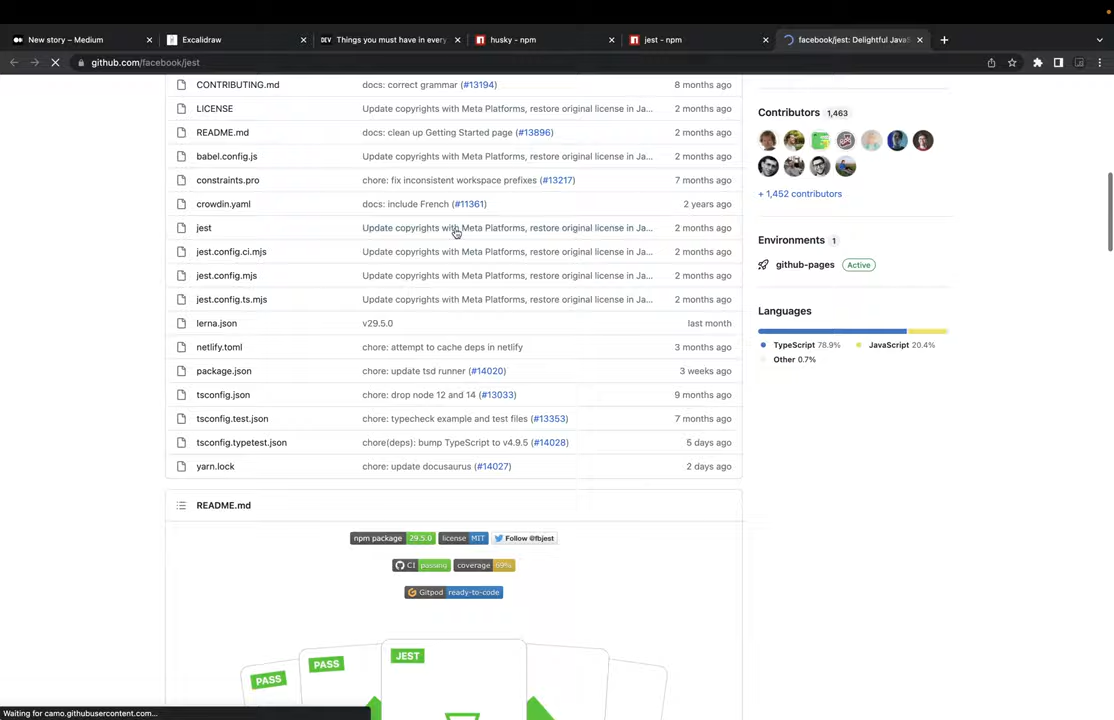 New story – Medium
Excalidraw
DEV Things you must have in every
husky - npm
jest - npm
facebook/jest: Delightful JavaS
github.com/facebook/jest
CONTRIBUTING.md docs: correct grammar (#13194) 8 months ago
LICENSE Update copyrights with Meta Platforms, restore original license in Ja... 2 months ago
README.md docs: clean up Getting Started page (#13896) 2 months ago
babel.config.js Update copyrights with Meta Platforms, restore original license in Ja... 2 months ago
constraints.pro chore: fix inconsistent workspace prefixes (#13217) 7 months ago
crowdin.yaml docs: include French (#11361) 2 years ago
jest Update copyrights with Meta Platforms, restore original license in Ja... 2 months ago
jest.config.ci.mjs Update copyrights with Meta Platforms, restore original license in Ja... 2 months ago
jest.config.mjs Update copyrights with Meta Platforms, restore original license in Ja... 2 months ago
jest.config.ts.mjs Update copyrights with Meta Platforms, restore original license in Ja... 2 months ago
lerna.json v29.5.0 last month
netlify.toml chore: attempt to cache deps in netlify 3 months ago
package.json chore: update tsd runner (#14020) 3 weeks ago
tsconfig.json chore: drop node 12 and 14 (#13033) 9 months ago
tsconfig.test.json chore: typecheck example and test files (#13353) 7 months ago
tsconfig.typetest.json chore(deps): bump TypeScript to v4.9.5 (#14028) 5 days ago
yarn.lock chore: update docusaurus (#14027) 2 days ago
README.md
npm package 29.5.0 license MIT Follow @fbjest
CI passing coverage 69%
Gitpod ready-to-code
PASS
PASS
JEST
Contributors 1,463
+ 1,452 contributors
Environments 1
github-pages Active
Languages
TypeScript 78.9% JavaScript 20.4%
Other 0.7%
Waiting for camo.githubusercontent.com...